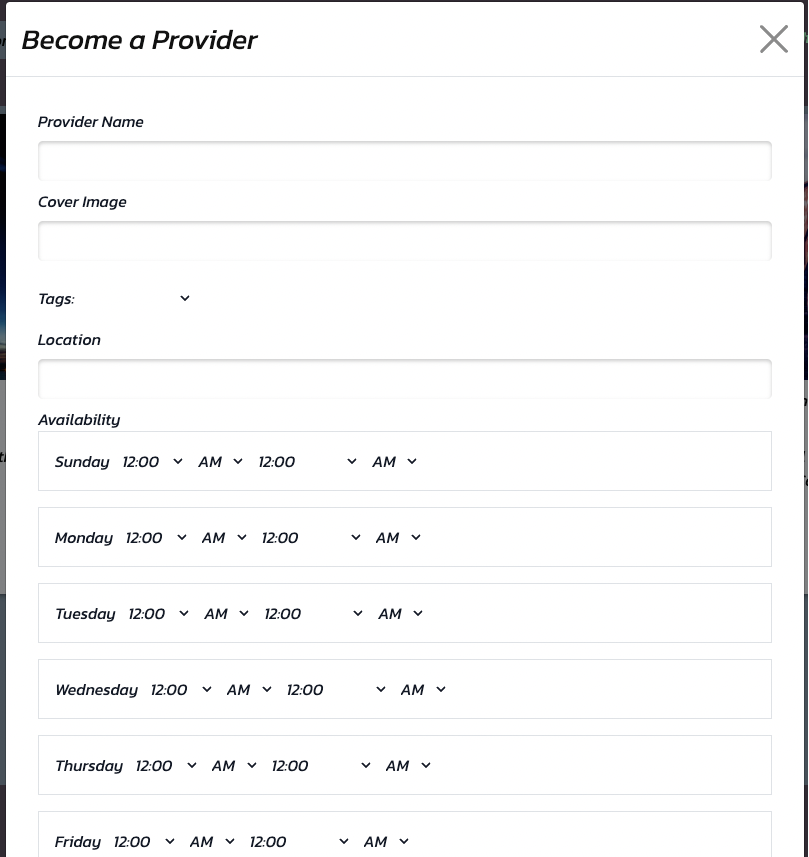 Become a Provider
Provider Name
Cover Image
Tags:
Location
Availability
Sunday 12:00 AM 12:00 AM
Monday 12:00 AM 12:00 AM
Tuesday 12:00 AM 12:00 AM
Wednesday 12:00 AM 12:00 AM
Thursday 12:00 AM 12:00 AM
Friday 12:00 AM 12:00 AM